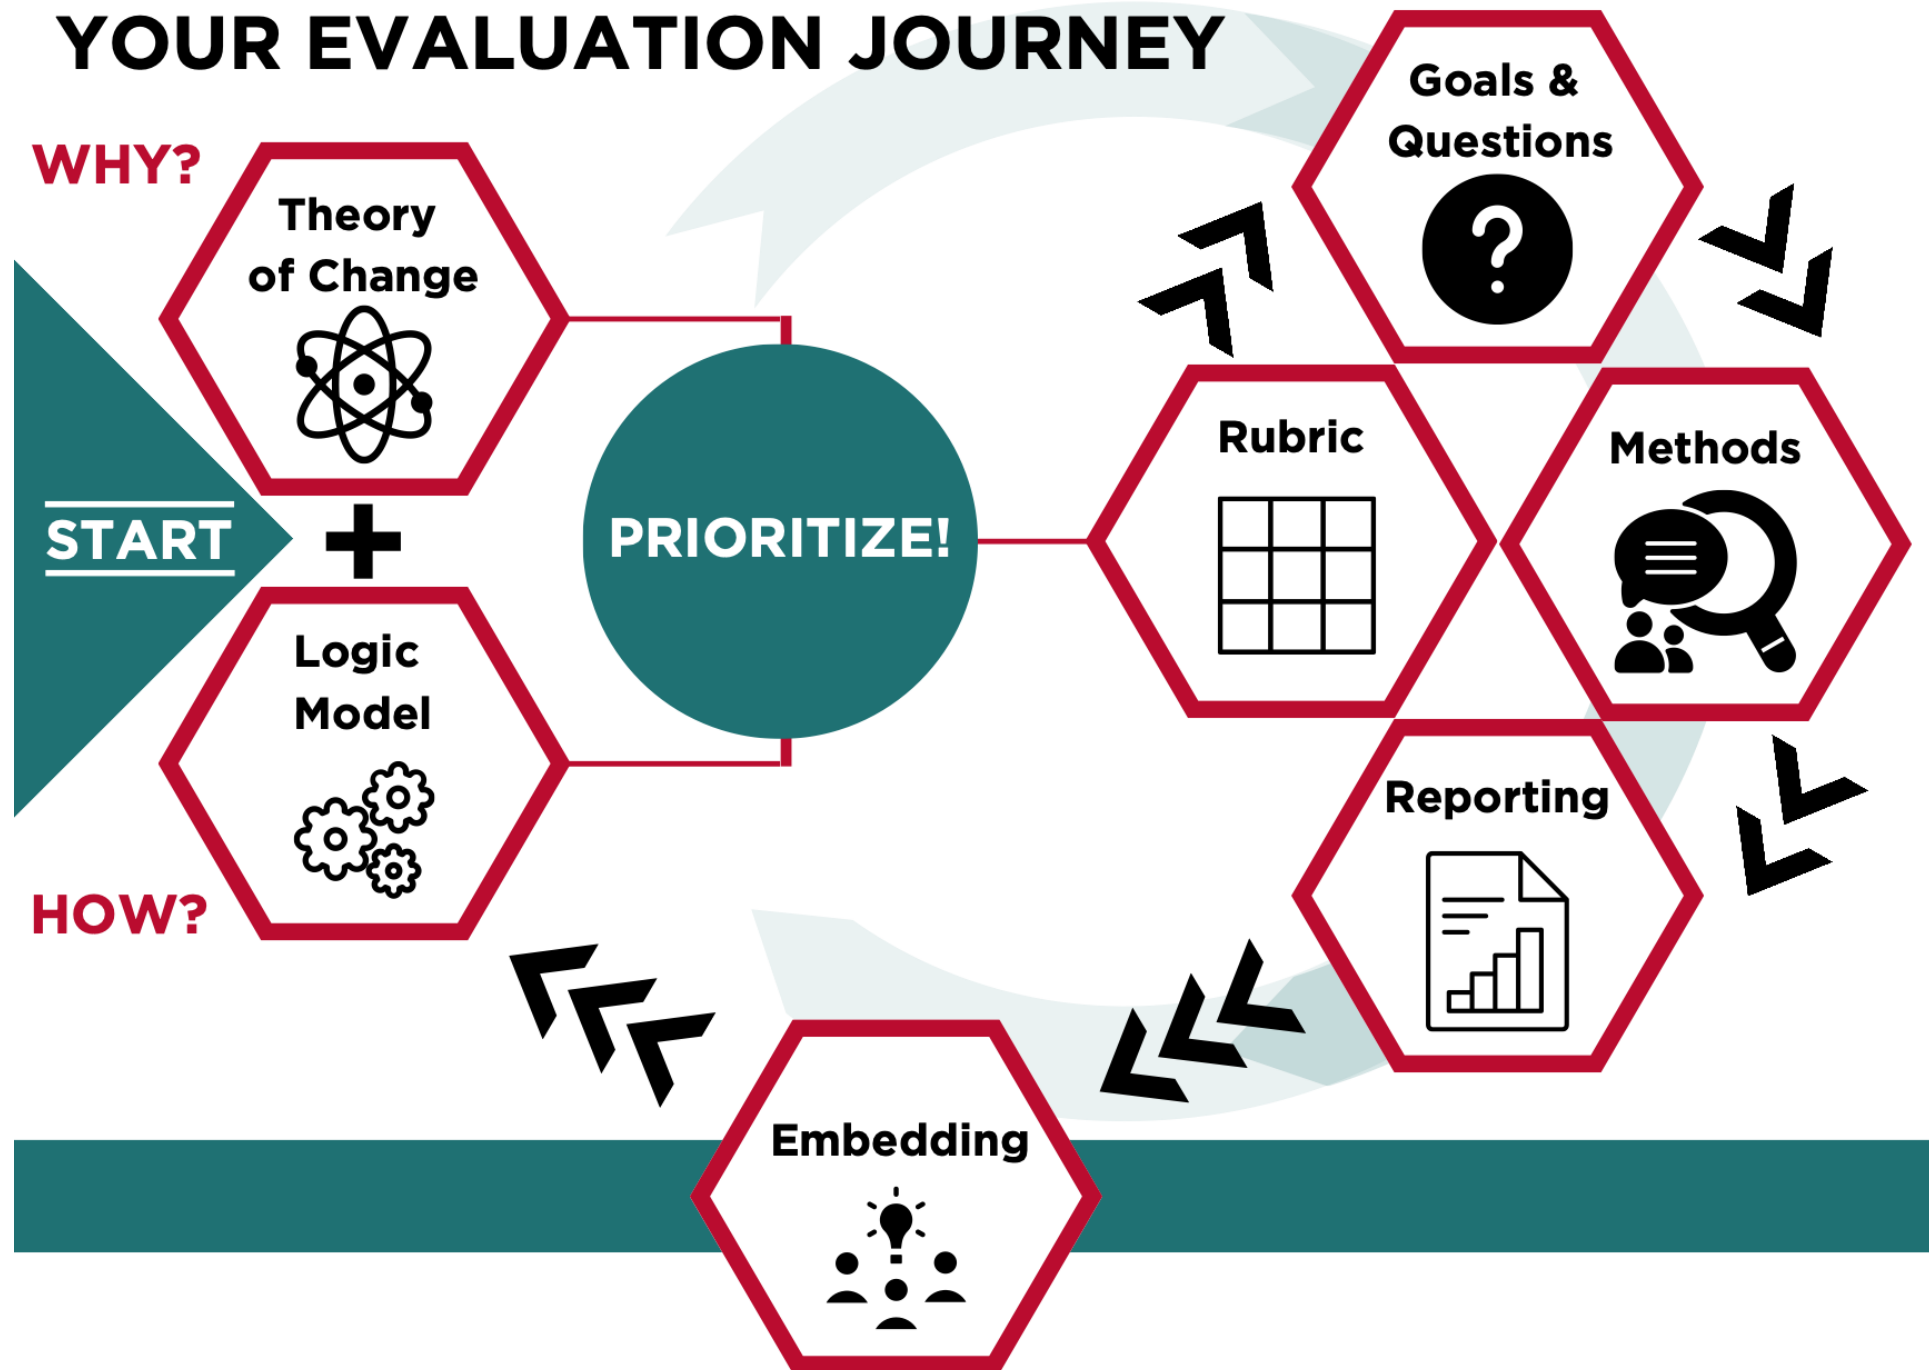 YOUR EVALUATION JOURNEY
WHY?
Theory
of Change
START
+
Logic
Model
HOW?
PRIORITIZE!
Rubric
Goals &
Questions
?
Methods
Reporting
Embedding